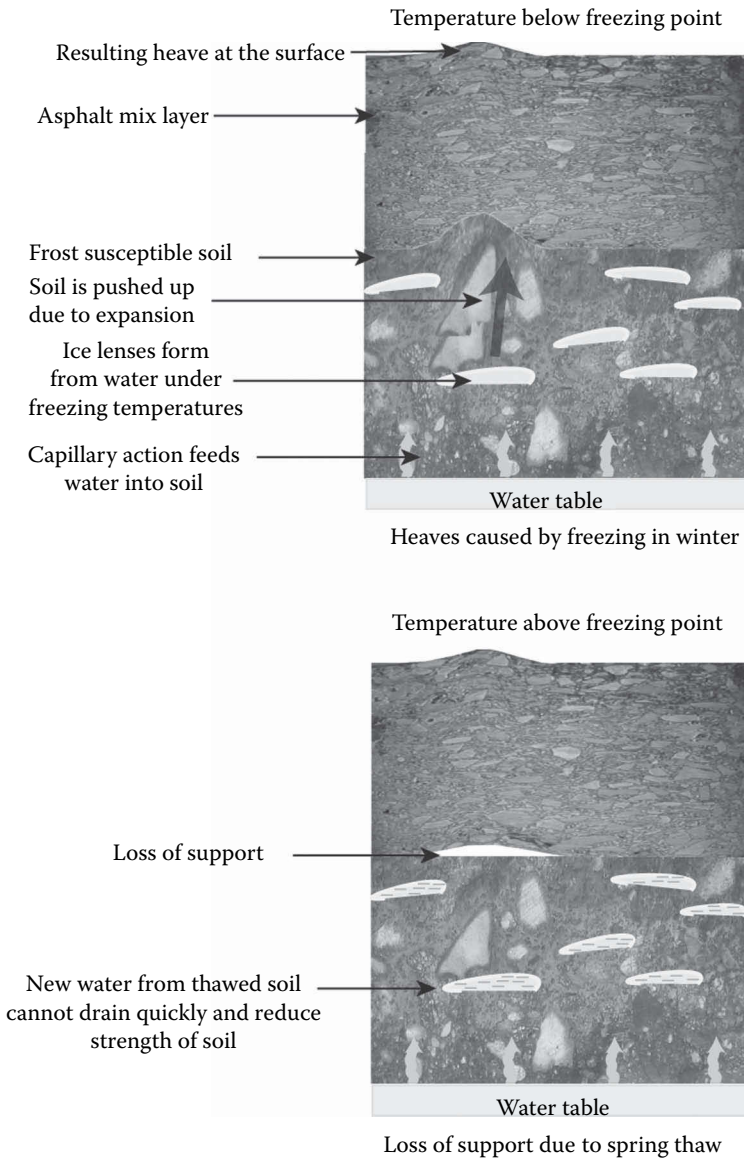 Temperature below freezing point
Resulting heave at the surface
Asphalt mix layer
Frost susceptible soil
Soil is pushed up
due to expansion
Ice lenses form
from water under
freezing temperatures
Capillary action feeds
water into soil
Water table
Heaves caused by freezing in winter
Temperature above freezing point
Loss of support
New water from thawed soil
cannot drain quickly and reduce
strength of soil
Water table
Loss of support due to spring thaw